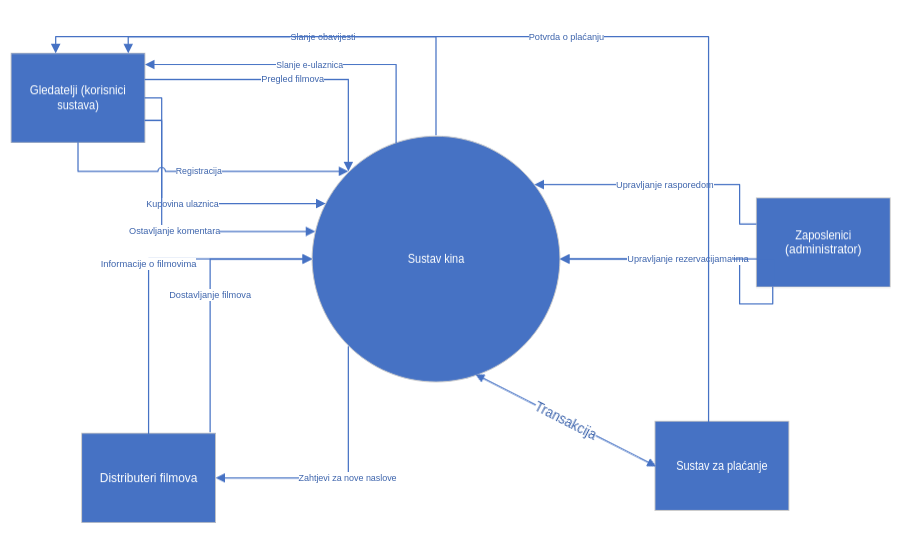 Slanje obavijesti
Potvrda o plaćanju
Slanje e-ulaznica
Pregled filmova
Gledatelji (korisnici
sustava)
Registracija
Upravljanje rasporedom
Kupovina ulaznica
Ostavljanje komentara
Zaposlenici
(administrator)
Sustav kina
Upravljanje rezervacijamaima
Informacije o filmovima
Dostavljanje filmova
Transakcija
Distributeri filmova
Zahtjevi za nove naslove
Sustav za plaćanje